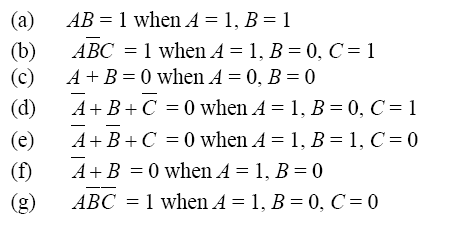 (a) AB = 1 when A = 1, B = 1
(b) AB̅C = 1 when A = 1, B = 0, C = 1
(c) A + B = 0 when A = 0, B = 0
(d) A̅ + B + C̅ = 0 when A = 1, B = 0, C = 1
(e) A̅ + B̅ + C = 0 when A = 1, B = 1, C = 0
(f) A̅ + B = 0 when A = 1, B = 0
(g) AB̅C̅ = 1 when A = 1, B = 0, C = 0